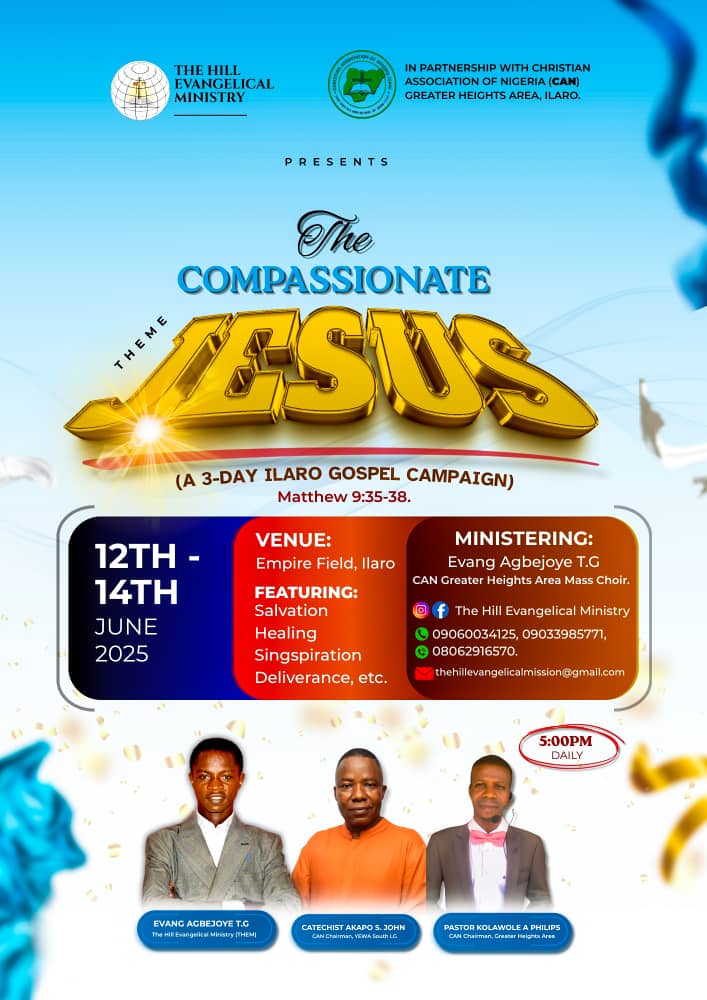 THE HILL
EVANGELICAL
MINISTRY
IN PARTNERSHIP WITH CHRISTIAN
ASSOCIATION OF NIGERIA (CAN)
GREATER HEIGHTS AREA, ILARO.
PRESENTS
The
COMPASSIONATE
THEME
JESUS
(A 3-DAY ILARO GOSPEL CAMPAIGN)
Matthew 9:35-38.
12TH -
14TH
JUNE
2025
VENUE:
Empire Field, Ilaro
FEATURING:
Salvation
Healing
Singspiration
Deliverance, etc.
MINISTERING:
Evang Agbejoye T.G
CAN Greater Heights Area Mass Choir.
The Hill Evangelical Ministry
09060034125, 09033985771,
08062916570.
thehillevangelicalmission@gmail.com
5:00PM
DAILY
EVANG AGBEJOYE T.G
The Hill Evangelical Ministry (THEM)
CATECHIST AKAPO S. JOHN
CAN Chairman, YEWA South LG
PASTOR KOLAWOLE A PHILIPS
CAN Chairman, Greater Heights Area